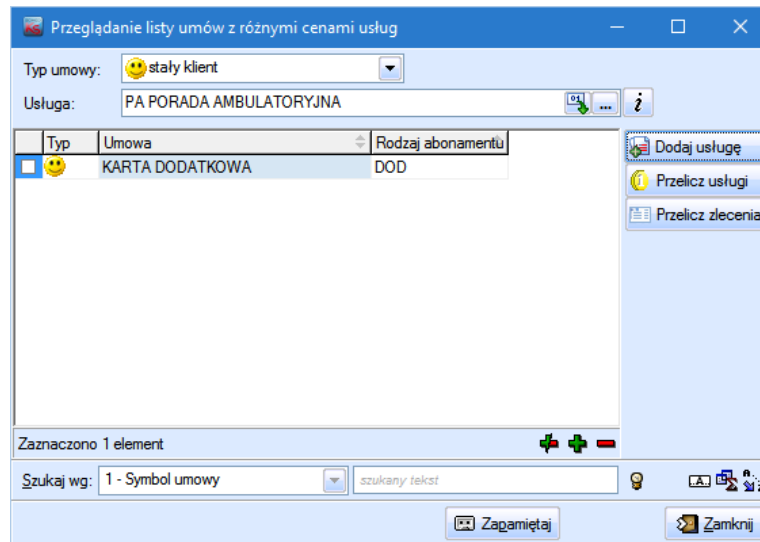 Przeglądanie listy umów z różnymi cenami usług
Typ umowy: stały klient
Usługa: PA PORADA AMBULATORYJNA ... i
Typ Umowa Rodzaj abonamentu
KARTA DODATKOWA DOD
Dodaj usługę
Przelicz usługi
Przelicz zlecenia
Zaznaczono 1 element
Szukaj wg: 1 - Symbol umowy szukany tekst
Zapamiętaj Zamknij